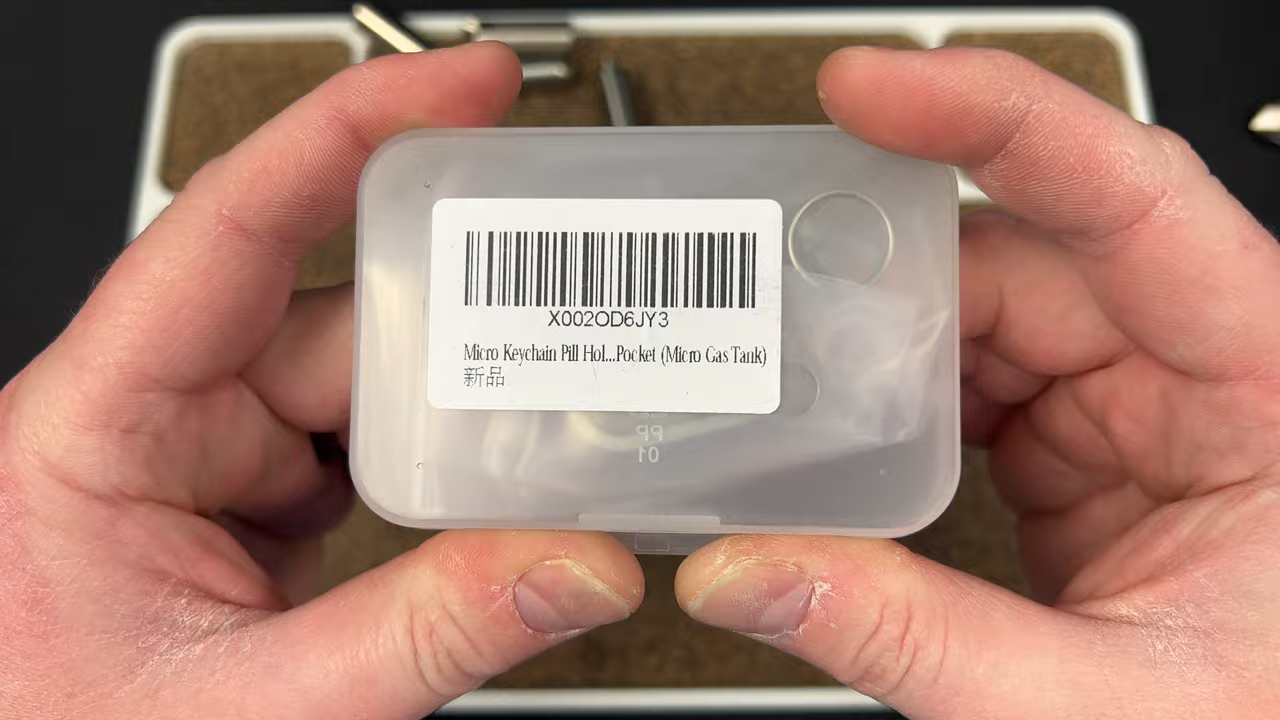 X002OD6JY3
Micro Keychain Pill Hol...Pocket (Micro Gas Tank)
新品
PP
01